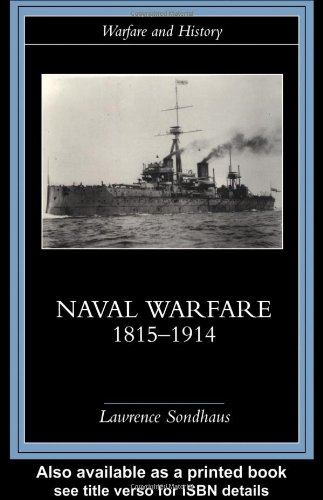 Warfare and History
NAVAL WARFARE
1815–1914
Lawrence Sondhaus
Also available as a printed book
see title verso for ISBN details